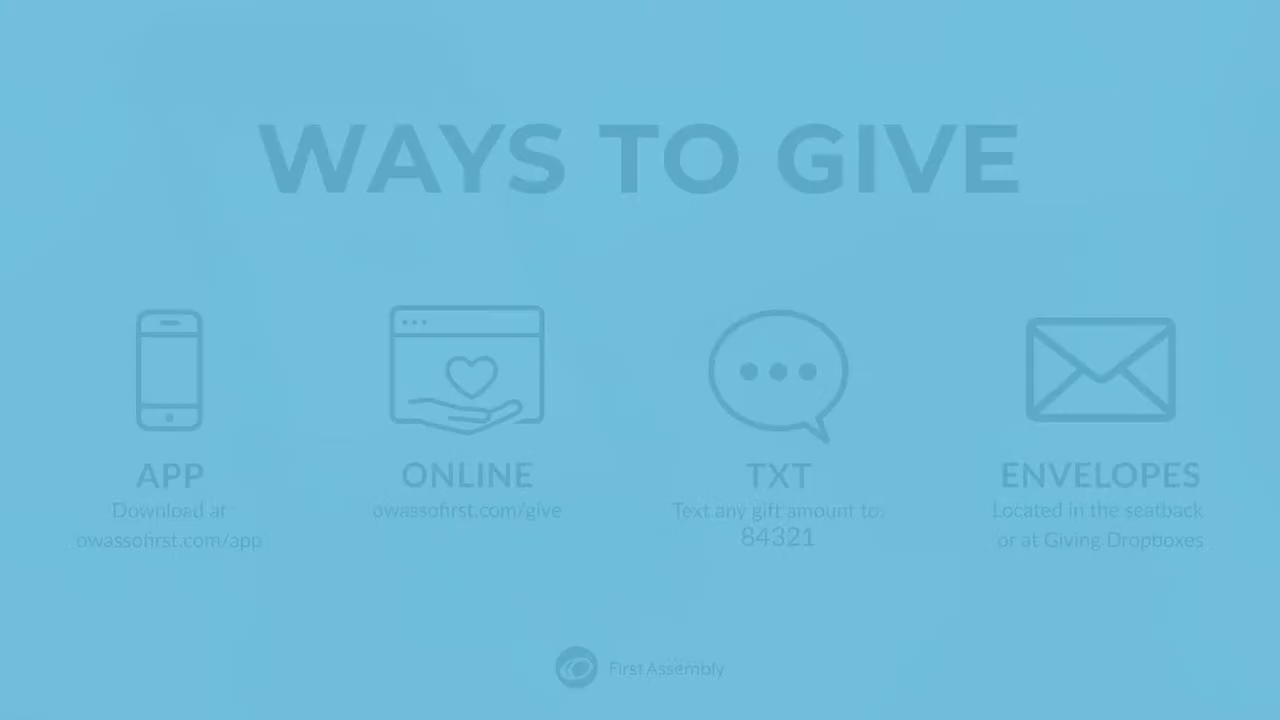 WAYS TO GIVE
APP
Download at
owassofirst.com/app
ONLINE
owassofirst.com/give
TXT
Text any gift amount to:
84321
ENVELOPES
Located in the seatback
or at Giving Dropboxes
First Assembly